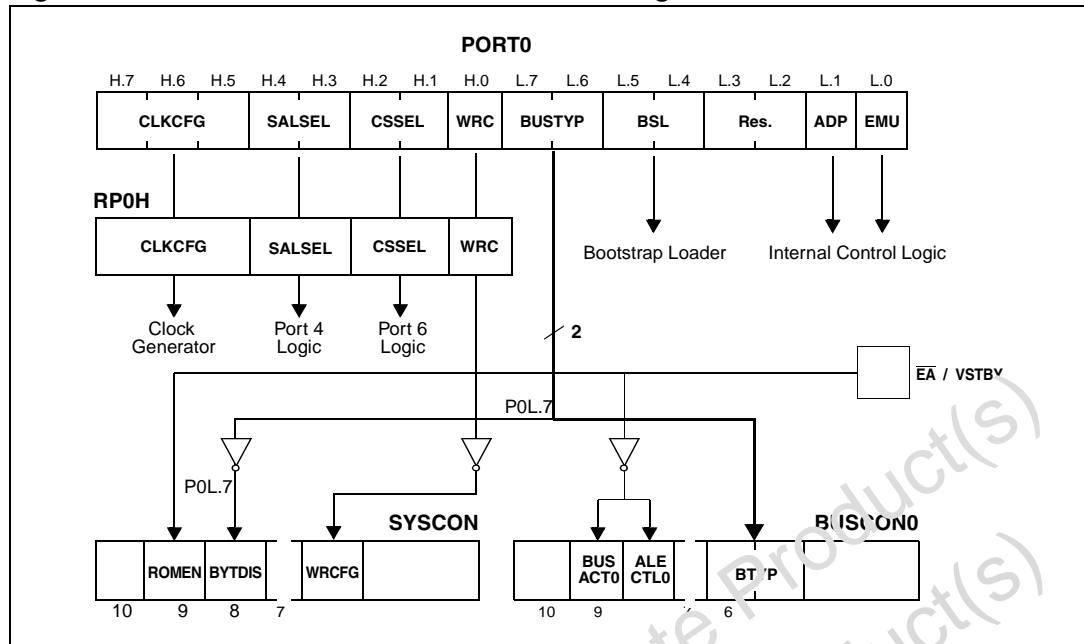 PORT0
H.7 H.6 H.5 H.4 H.3 H.2 H.1 H.0 L.7 L.6 L.5 L.4 L.3 L.2 L.1 L.0
CLKCFG SALSEL CSSEL WRC BUSTYP BSL Res. ADP EMU
RP0H
CLKCFG SALSEL CSSEL WRC
Bootstrap Loader Internal Control Logic
Clock Generator
Port 4 Logic
Port 6 Logic
2
EA / VSTBY
P0L.7
P0L.7
SYSCON BUSCON0
ROMEN BYTDIS WRCFG
BUS ACT0
ALE CTL0
BTYP
10 9 8 7 10 9 6
Product(s)